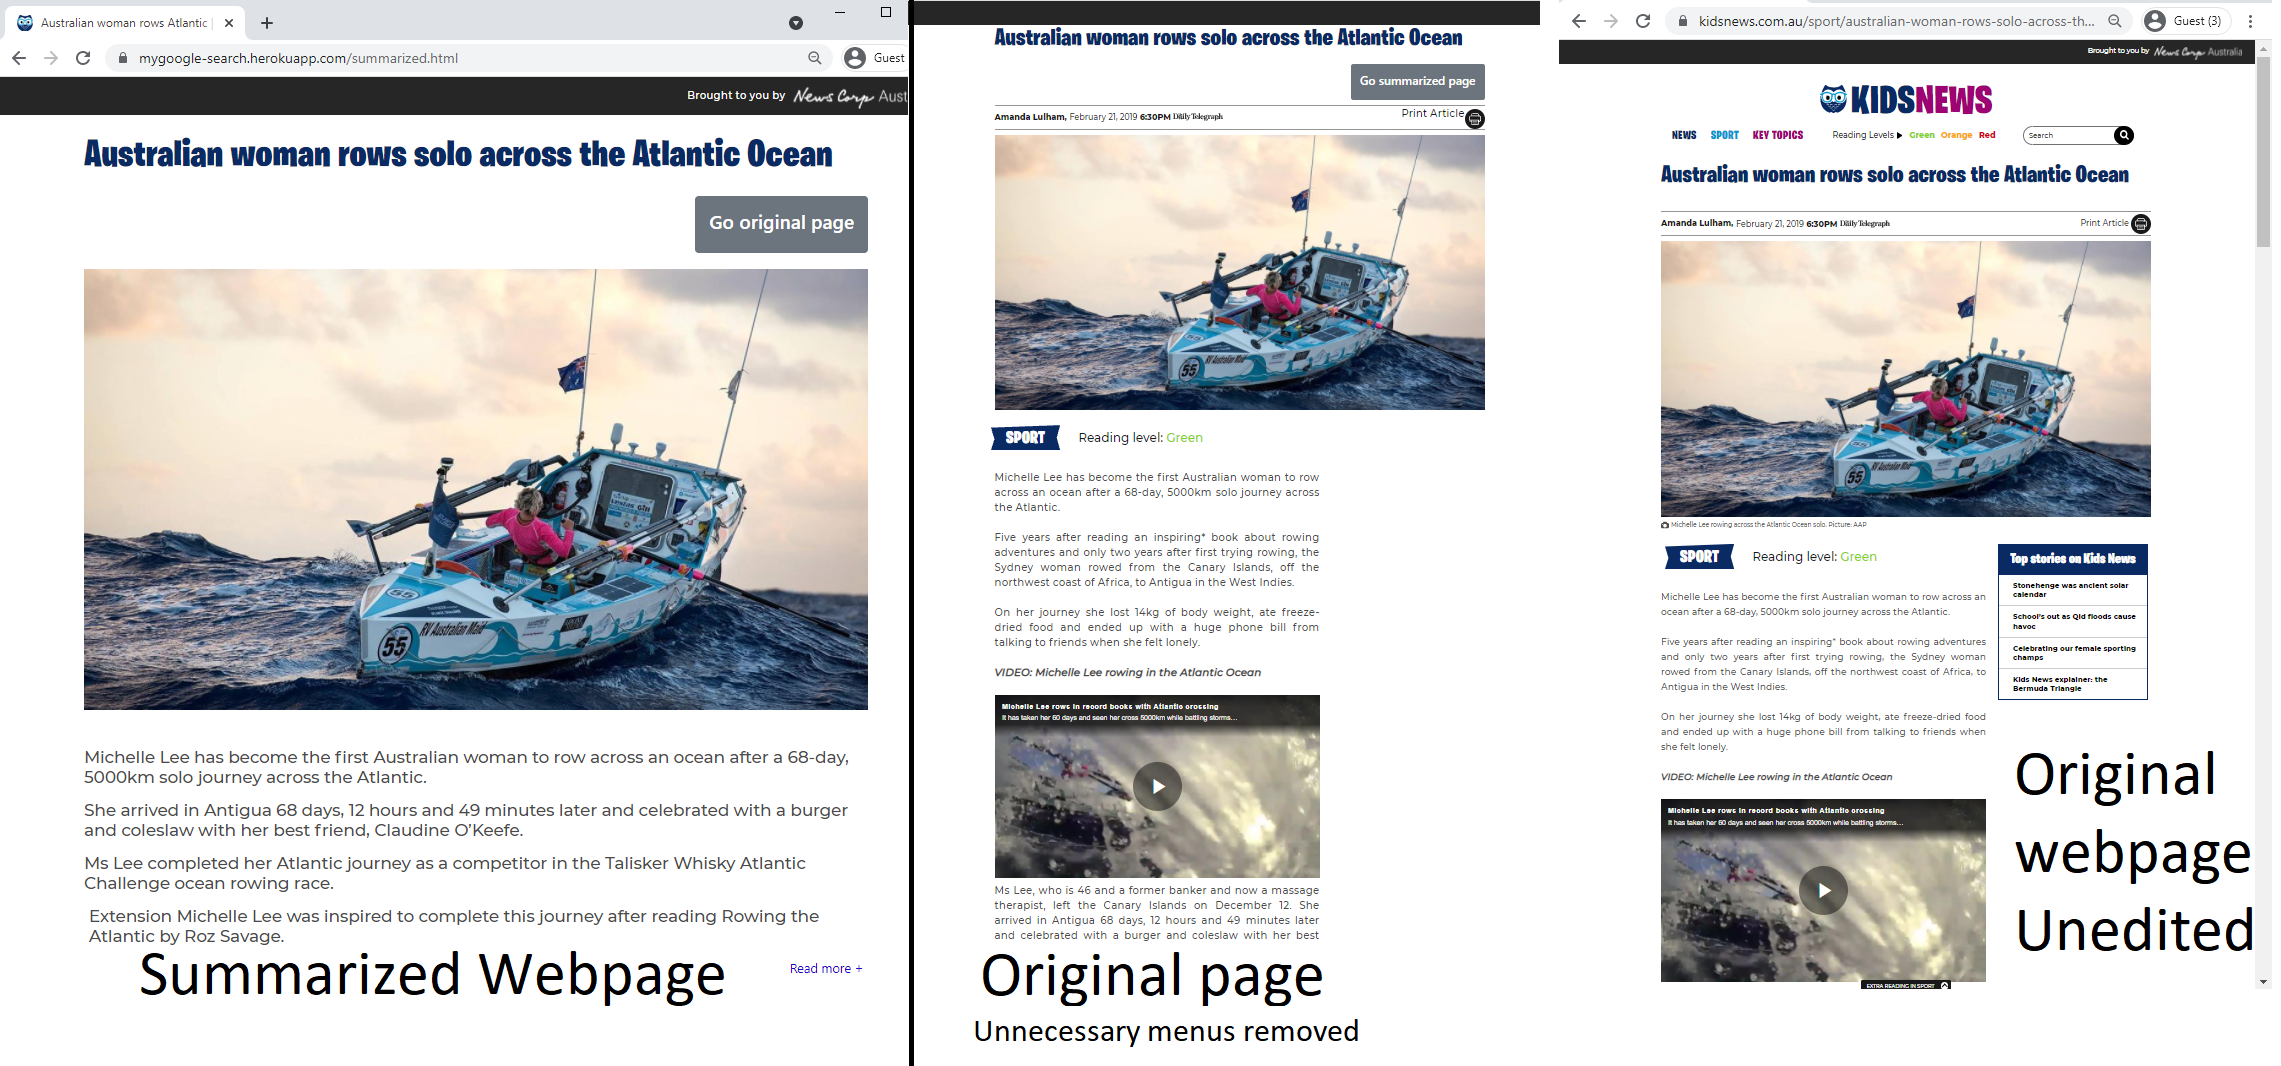 Australian woman rows Atlantic |
mygoogle-search.herokuapp.com/summarized.html
Guest
Brought to you by News Corp Aust
Australian woman rows solo across the Atlantic Ocean
Go original page
RV Australian Maid
55
Michelle Lee has become the first Australian woman to row across an ocean after a 68-day,
5000km solo journey across the Atlantic.
She arrived in Antigua 68 days, 12 hours and 49 minutes later and celebrated with a burger
and coleslaw with her best friend, Claudine O'Keefe.
Ms Lee completed her Atlantic journey as a competitor in the Talisker Whisky Atlantic
Challenge ocean rowing race.
Extension Michelle Lee was inspired to complete this journey after reading Rowing the
Atlantic by Roz Savage.
Read more +
Summarized Webpage
Australian woman rows solo across the Atlantic Ocean
Go summarized page
Amanda Lulham, February 21, 2019 6:30PM Daily Telegraph
Print Article
RV Australian Maid
55
SPORT
Reading level: Green
Michelle Lee has become the first Australian woman to row
across an ocean after a 68-day, 5000km solo journey across
the Atlantic.
Five years after reading an inspiring* book about rowing
adventures and only two years after first trying rowing, the
Sydney woman rowed from the Canary Islands, off the
northwest coast of Africa, to Antigua in the West Indies.
On her journey she lost 14kg of body weight, ate freeze-
dried food and ended up with a huge phone bill from
talking to friends when she felt lonely.
VIDEO: Michelle Lee rowing in the Atlantic Ocean
Michelle Lee rows in record books with Atlantic crossing
It has taken her 60 days and seen her cross 5000km while battling storms...
Ms Lee, who is 46 and a former banker and now a massage
therapist, left the Canary Islands on December 12. She
arrived in Antigua 68 days, 12 hours and 49 minutes later
and celebrated with a burger and coleslaw with her best
Original page
Unnecessary menus removed
kidsnews.com.au/sport/australian-woman-rows-solo-across-th...
Guest (3)
Brought to you by News Corp Australia
KIDSNEWS
NEWS SPORT KEY TOPICS Reading Levels Green Orange Red Search
Australian woman rows solo across the Atlantic Ocean
Amanda Lulham, February 21, 2019 6:30PM Daily Telegraph
Print Article
RV Australian Maid
55
Michelle Lee rowing across the Atlantic Ocean solo. Picture: AAP
SPORT
Reading level: Green
Michelle Lee has become the first Australian woman to row across an
ocean after a 68-day, 5000km solo journey across the Atlantic.
Five years after reading an inspiring* book about rowing adventures
and only two years after first trying rowing, the Sydney woman
rowed from the Canary Islands, off the northwest coast of Africa, to
Antigua in the West Indies.
On her journey she lost 14kg of body weight, ate freeze-dried food
and ended up with a huge phone bill from talking to friends when
she felt lonely.
VIDEO: Michelle Lee rowing in the Atlantic Ocean
Michelle Lee rows in record books with Atlantic crossing
It has taken her 60 days and seen her cross 5000km while battling storms...
EXTRA READING IN SPORT
Top stories on Kids News
Stonehenge was ancient solar
calendar
School's out as Qld floods cause
havoc
Celebrating our female sporting
champs
Kids News explainer: the
Bermuda Triangle
Original
webpage
Unedited